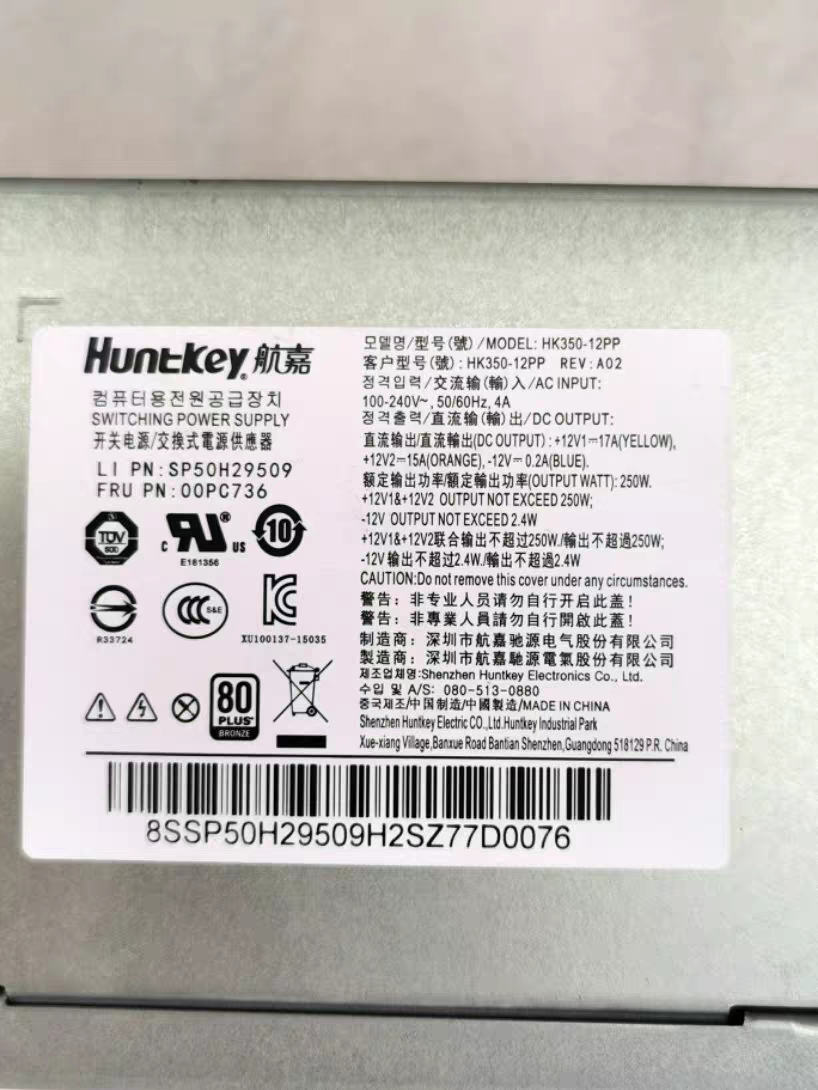 Huntkey 航嘉
컴퓨터용전원공급장치
SWITCHING POWER SUPPLY
开关电源/交換式電源供應器
LI PN:SP50H29509
FRU PN:00PC736
TUV
SUD
c RU ® US
E181356
10
R33724
CCC S&E
KC
XU100137-15035
80
PLUS
BRONZE
모델명/型号(號)/MODEL: HK350-12PP
客户型号(號): HK350-12PP REV:A02
정격입력/交流输(輸)入/AC INPUT:
100-240V~, 50/60Hz, 4A
정격출력/直流输(輸)出/DC OUTPUT:
直流输出/直流輸出(DC OUTPUT): +12V1⎓17A(YELLOW),
+12V2⎓15A(ORANGE), -12V⎓0.2A(BLUE).
额定输出功率/額定輸出功率(OUTPUT WATT): 250W.
+12V1&+12V2 OUTPUT NOT EXCEED 250W;
-12V OUTPUT NOT EXCEED 2.4W
+12V1&+12V2联合输出不超过250W./輸出不超過250W;
-12V输出不超过2.4W./輸出不超過2.4W
CAUTION:Do not remove this cover under any circumstances.
警告：非专业人员请勿自行开启此盖！
警告：非專業人員請勿自行開啟此蓋！
制造商：深圳市航嘉驰源电气股份有限公司
製造商：深圳市航嘉馳源電氣股份有限公司
제조업체명:Shenzhen Huntkey Electronics Co., Ltd.
수입 및 A/S: 080-513-0880
중국제조/中国制造/中國製造/MADE IN CHINA
Shenzhen Huntkey Electric CO.,Ltd.Huntkey Industrial Park
Xue-xiang Village,Banxue Road Bantian Shenzhen,Guangdong 518129 P.R. China
8SSP50H29509H2SZ77D0076